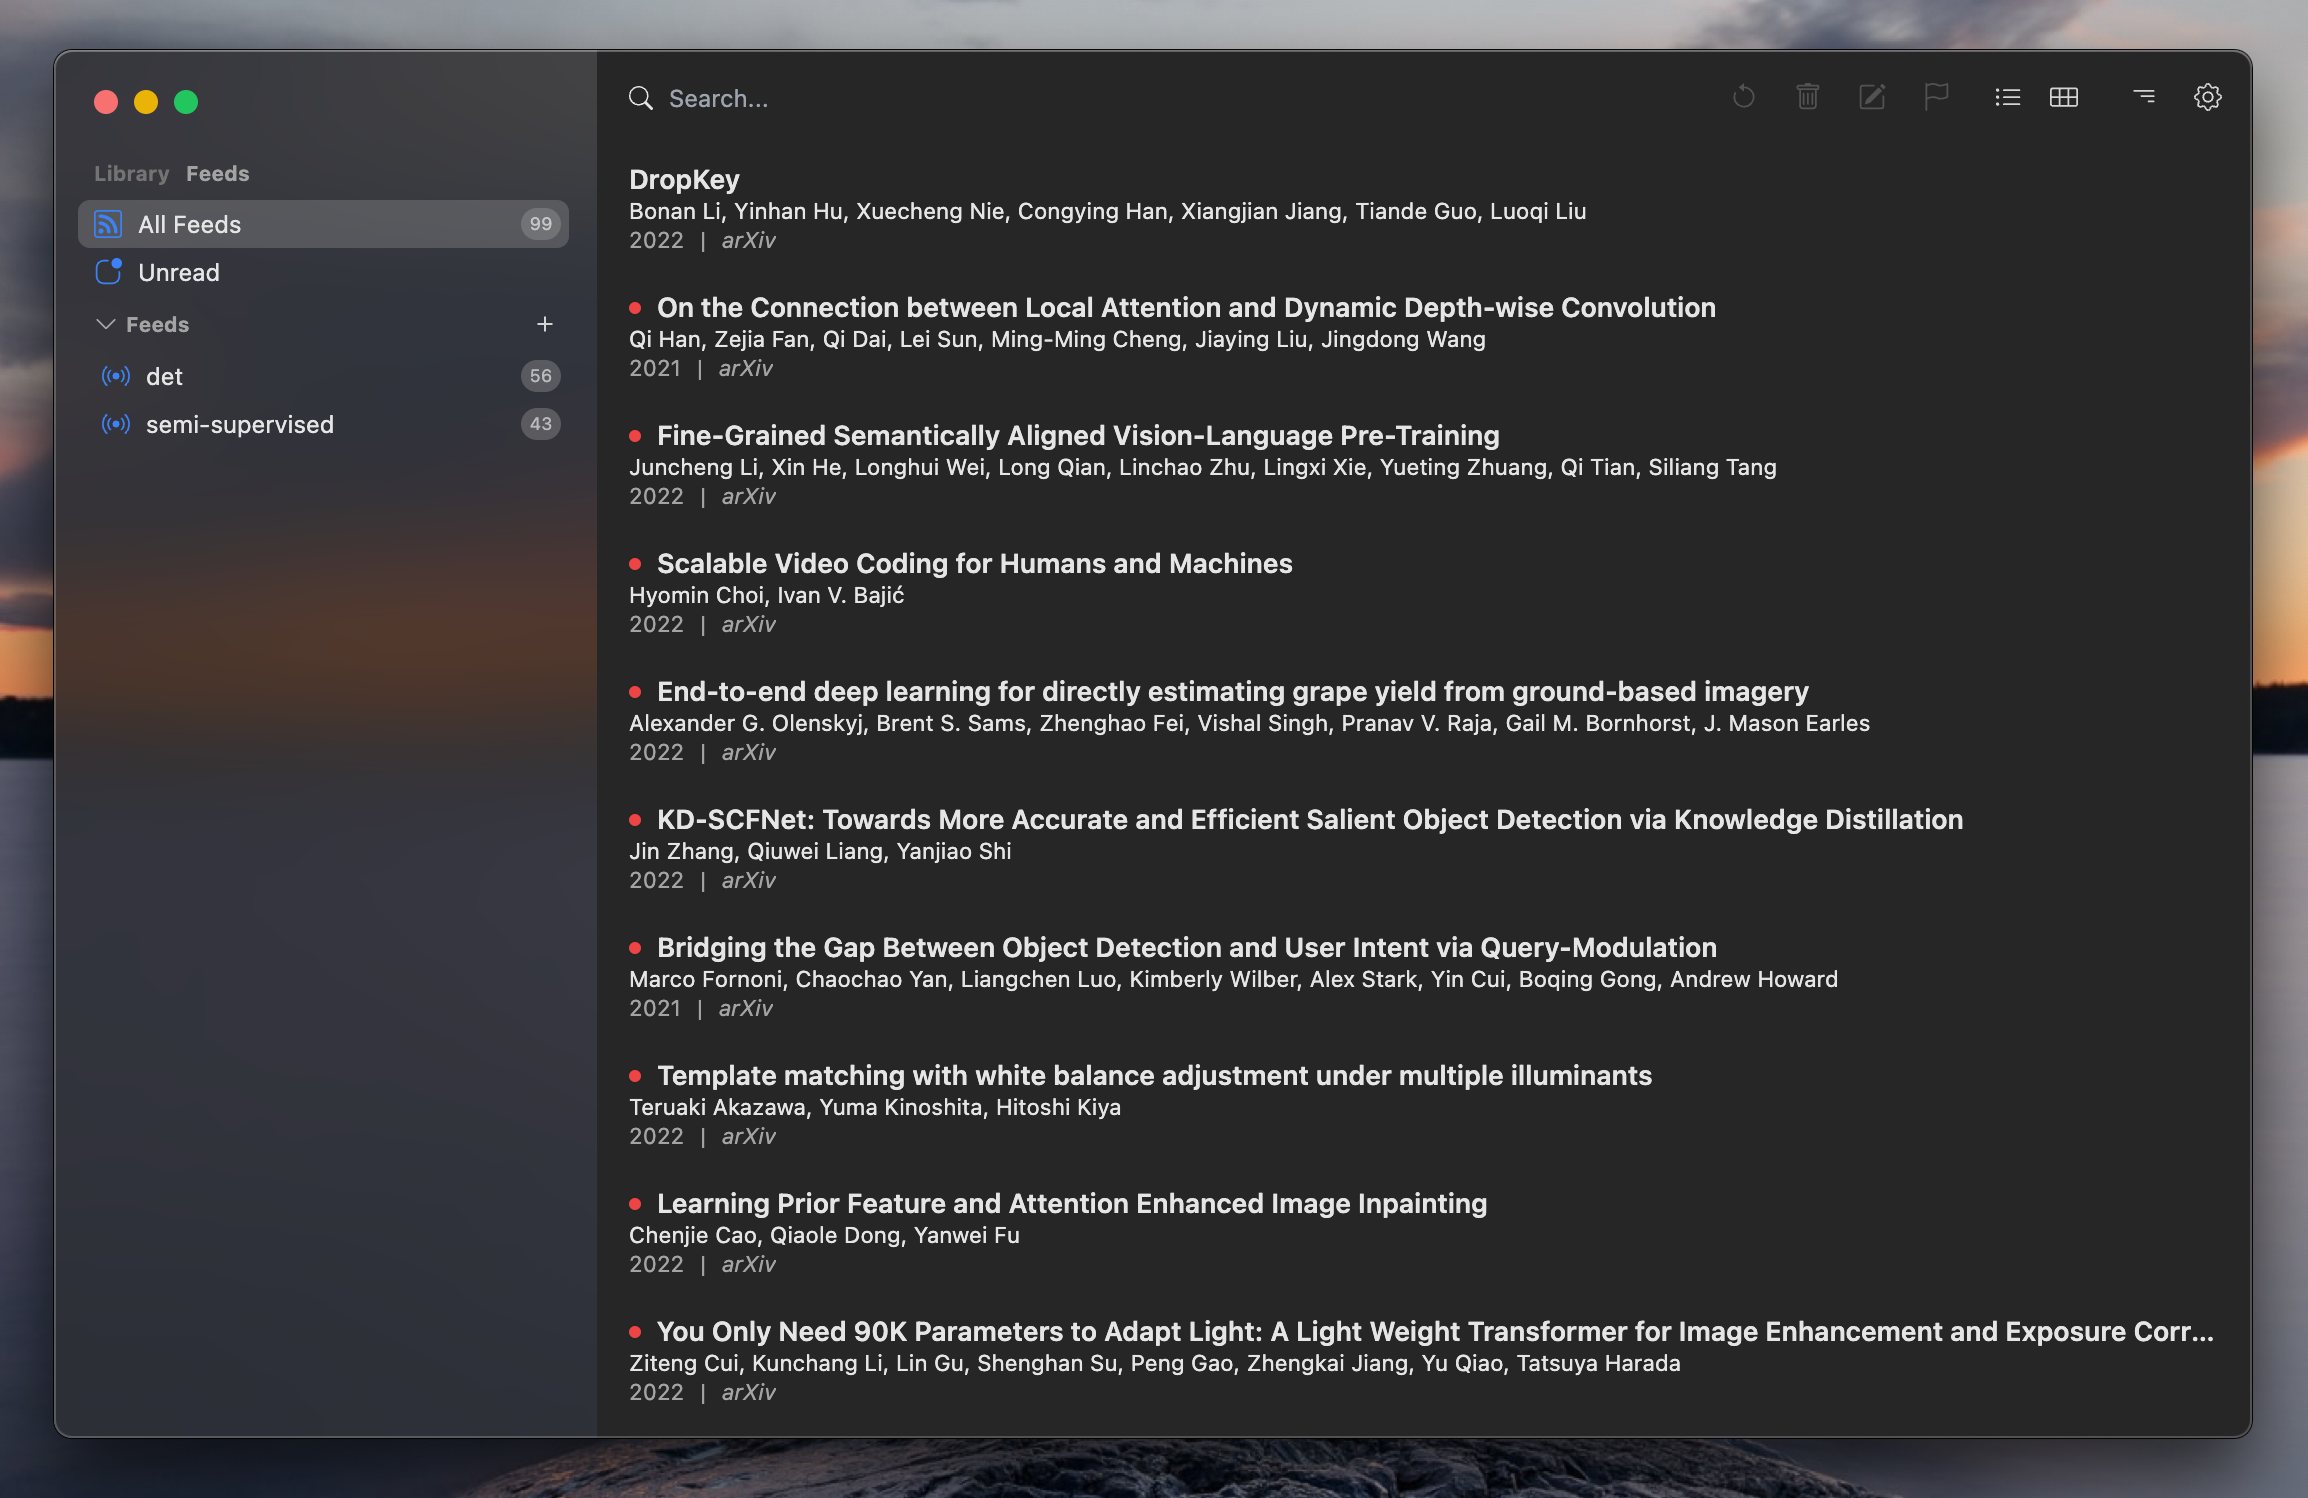 Library Feeds
All Feeds 99
Unread
Feeds +
det 56
semi-supervised 43
Search...
DropKey
Bonan Li, Yinhan Hu, Xuecheng Nie, Congying Han, Xiangjian Jiang, Tiande Guo, Luoqi Liu
2022 | arXiv
On the Connection between Local Attention and Dynamic Depth-wise Convolution
Qi Han, Zejia Fan, Qi Dai, Lei Sun, Ming-Ming Cheng, Jiaying Liu, Jingdong Wang
2021 | arXiv
Fine-Grained Semantically Aligned Vision-Language Pre-Training
Juncheng Li, Xin He, Longhui Wei, Long Qian, Linchao Zhu, Lingxi Xie, Yueting Zhuang, Qi Tian, Siliang Tang
2022 | arXiv
Scalable Video Coding for Humans and Machines
Hyomin Choi, Ivan V. Bajić
2022 | arXiv
End-to-end deep learning for directly estimating grape yield from ground-based imagery
Alexander G. Olenskyj, Brent S. Sams, Zhenghao Fei, Vishal Singh, Pranav V. Raja, Gail M. Bornhorst, J. Mason Earles
2022 | arXiv
KD-SCFNet: Towards More Accurate and Efficient Salient Object Detection via Knowledge Distillation
Jin Zhang, Qiuwei Liang, Yanjiao Shi
2022 | arXiv
Bridging the Gap Between Object Detection and User Intent via Query-Modulation
Marco Fornoni, Chaochao Yan, Liangchen Luo, Kimberly Wilber, Alex Stark, Yin Cui, Boqing Gong, Andrew Howard
2021 | arXiv
Template matching with white balance adjustment under multiple illuminants
Teruaki Akazawa, Yuma Kinoshita, Hitoshi Kiya
2022 | arXiv
Learning Prior Feature and Attention Enhanced Image Inpainting
Chenjie Cao, Qiaole Dong, Yanwei Fu
2022 | arXiv
You Only Need 90K Parameters to Adapt Light: A Light Weight Transformer for Image Enhancement and Exposure Corr...
Ziteng Cui, Kunchang Li, Lin Gu, Shenghan Su, Peng Gao, Zhengkai Jiang, Yu Qiao, Tatsuya Harada
2022 | arXiv